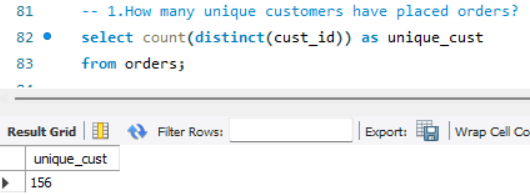 81 -- 1.How many unique customers have placed orders?
82 select count(distinct(cust_id)) as unique_cust
83 from orders;
Result Grid Filter Rows: Export: Wrap Cell Co
unique_cust
156